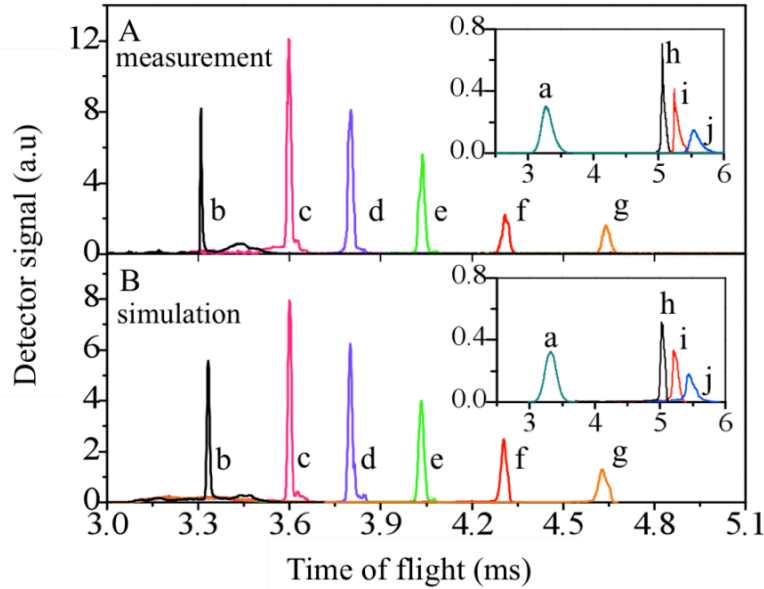 A
measurement
12
8
4
0
b
c
d
e
f
g
0.8
0.4
0.0
a
h
i
j
3
4
5
6
B
simulation
8
6
4
2
0
b
c
d
e
f
g
0.8
0.4
0.0
a
h
i
j
3
4
5
6
3.0 3.3 3.6 3.9 4.2 4.5 4.8 5.1
Time of flight (ms)
Detector signal (a.u)